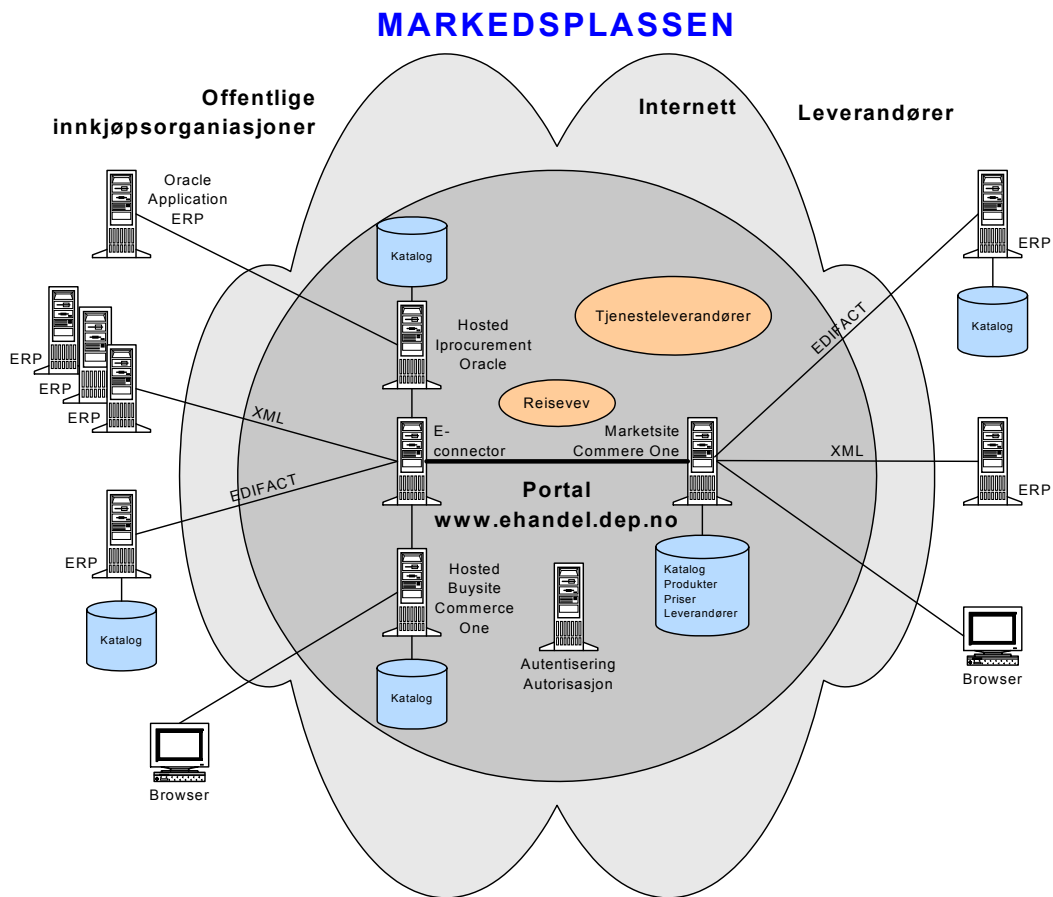 MARKEDSPLASSEN
Offentlige
innkjøpsorganiasjoner
Internett
Leverandører
Oracle
Application
ERP
Katalog
ERP
Tjenesteleverandører
Hosted
Iprocurement
Oracle
EDIFACT
Katalog
ERP
ERP
ERP
Reisevev
XML
E-
connector
Marketsite
Commere One
XML
EDIFACT
Portal
www.ehandel.dep.no
ERP
ERP
Hosted
Buysite
Commerce
One
Katalog
Produkter
Priser
Leverandører
Katalog
Autentisering
Autorisasjon
Katalog
Browser
Browser